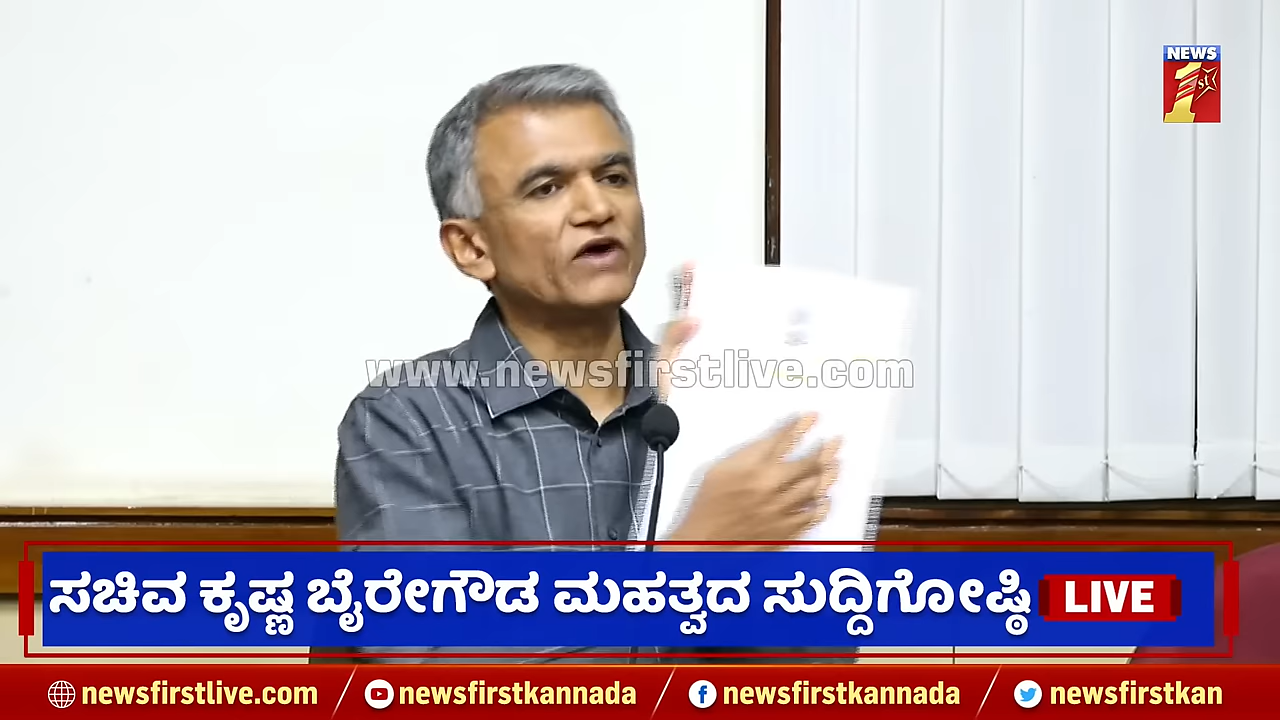 NEWS
1st
www.newsfirstlive.com
ಸಚಿವ ಕೃಷ್ಣ ಬೈರೇಗೌಡ ಮಹತ್ವದ ಸುದ್ದಿಗೋಷ್ಠಿ LIVE
newsfirstlive.com newsfirstkannada newsfirstkannada newsfirstkan